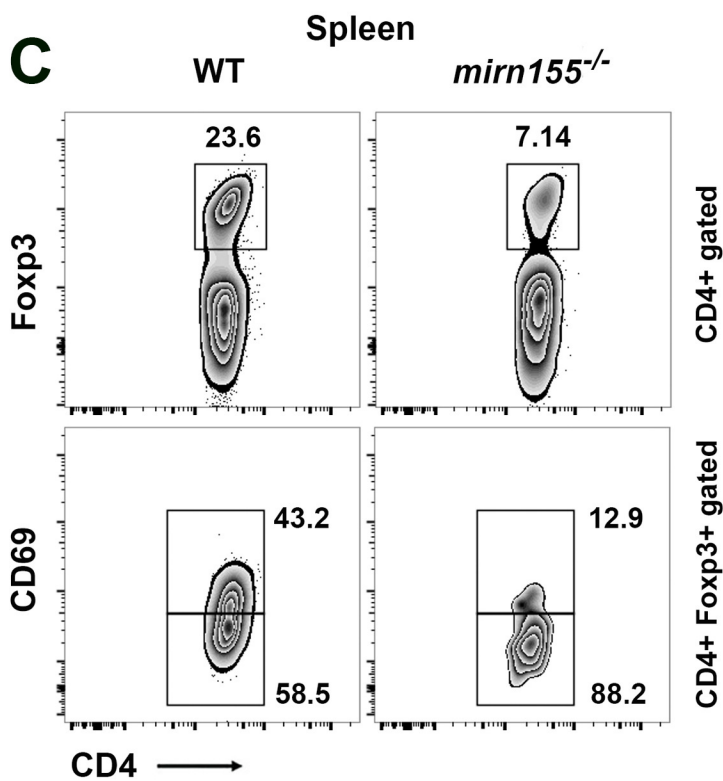 C
Spleen
WT
mirn155-/-
23.6
7.14
Foxp3
CD4+ gated
43.2
12.9
CD69
CD4+ Foxp3+ gated
58.5
88.2
CD4